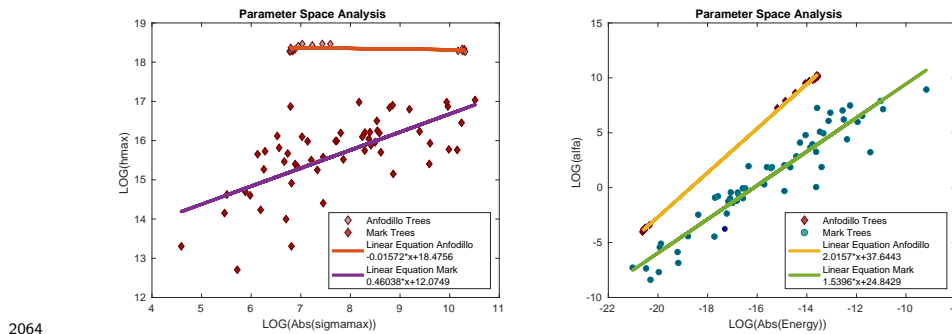 Parameter Space Analysis
19
18
17
16
15
14
13
12
LOG(hmax)
4
5
6
7
8
9
10
11
LOG(Abs(sigmamax))
Anfodillo Trees
Mark Trees
Linear Equation Anfodillo
-0.01572*x+18.4756
Linear Equation Mark
0.46038*x+12.0749
Parameter Space Analysis
15
10
5
0
-5
-10
LOG(alfa)
-22
-20
-18
-16
-14
-12
-10
-8
LOG(Abs(Energy))
Anfodillo Trees
Mark Trees
Linear Equation Anfodillo
2.0157*x+37.6443
Linear Equation Mark
1.5396*x+24.8429
2064